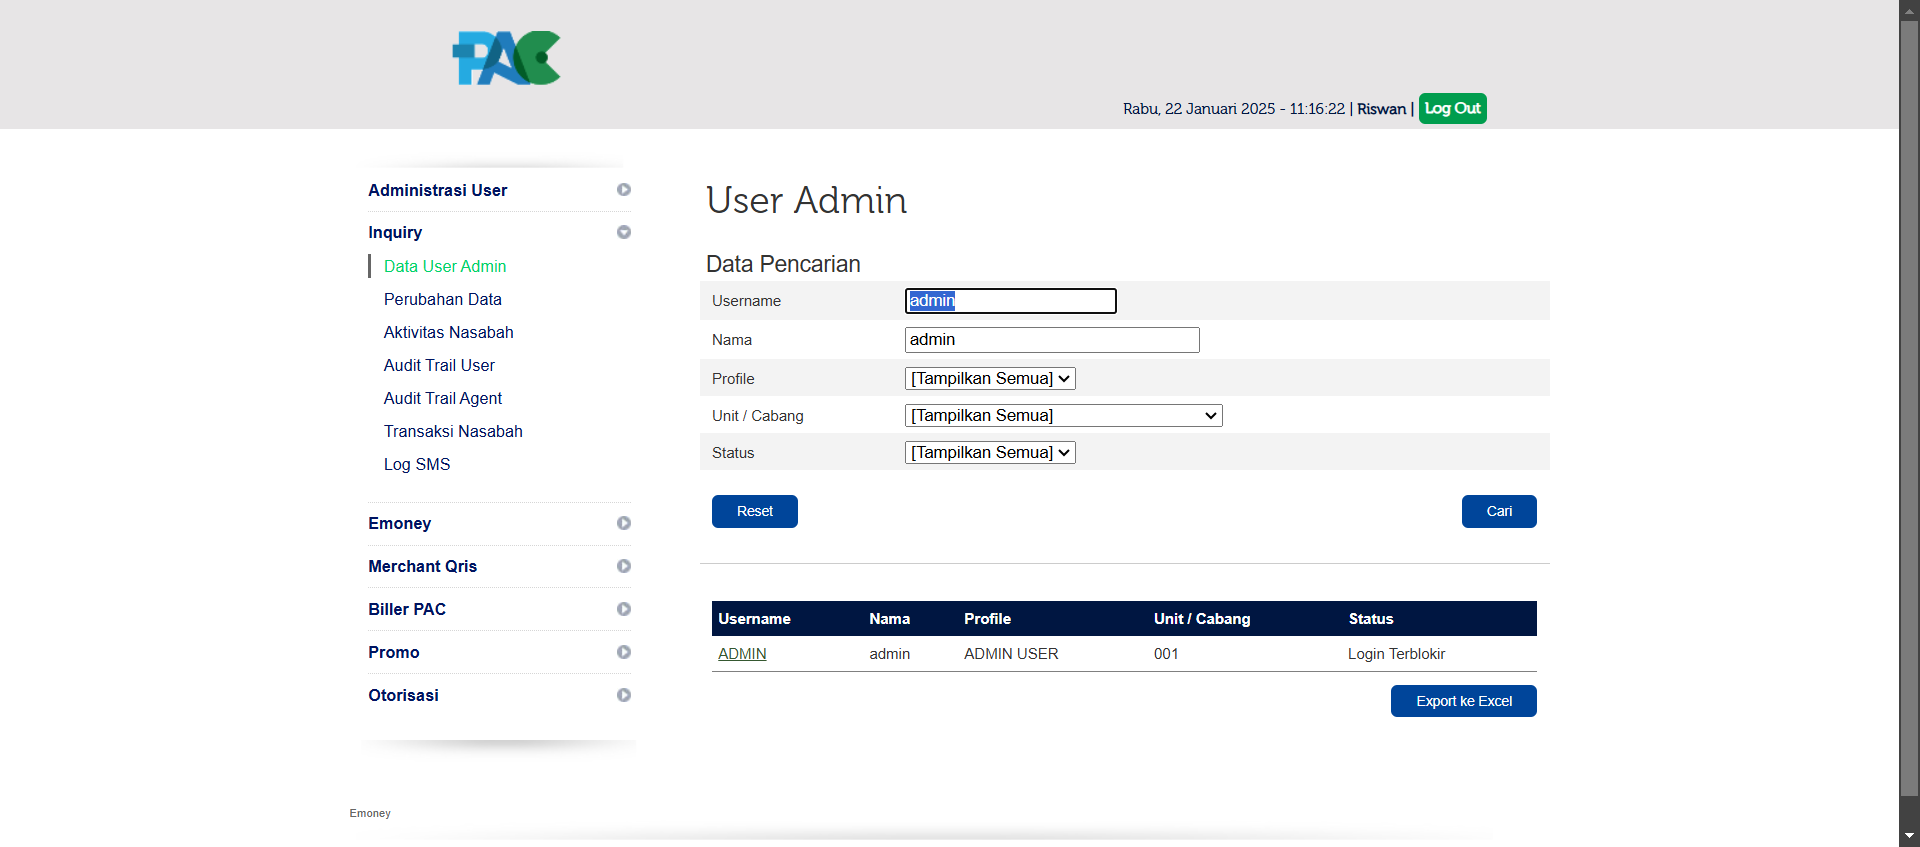 PAC
Rabu, 22 Januari 2025 - 11:16:22 | Riswan | Log Out
Administrasi User
Inquiry
Data User Admin
Perubahan Data
Aktivitas Nasabah
Audit Trail User
Audit Trail Agent
Transaksi Nasabah
Log SMS
Emoney
Merchant Qris
Biller PAC
Promo
Otorisasi
User Admin
Data Pencarian
Username admin
Nama admin
Profile [Tampilkan Semua]
Unit / Cabang [Tampilkan Semua]
Status [Tampilkan Semua]
Reset Cari
Username Nama Profile Unit / Cabang Status
ADMIN admin ADMIN USER 001 Login Terblokir
Export ke Excel
Emoney